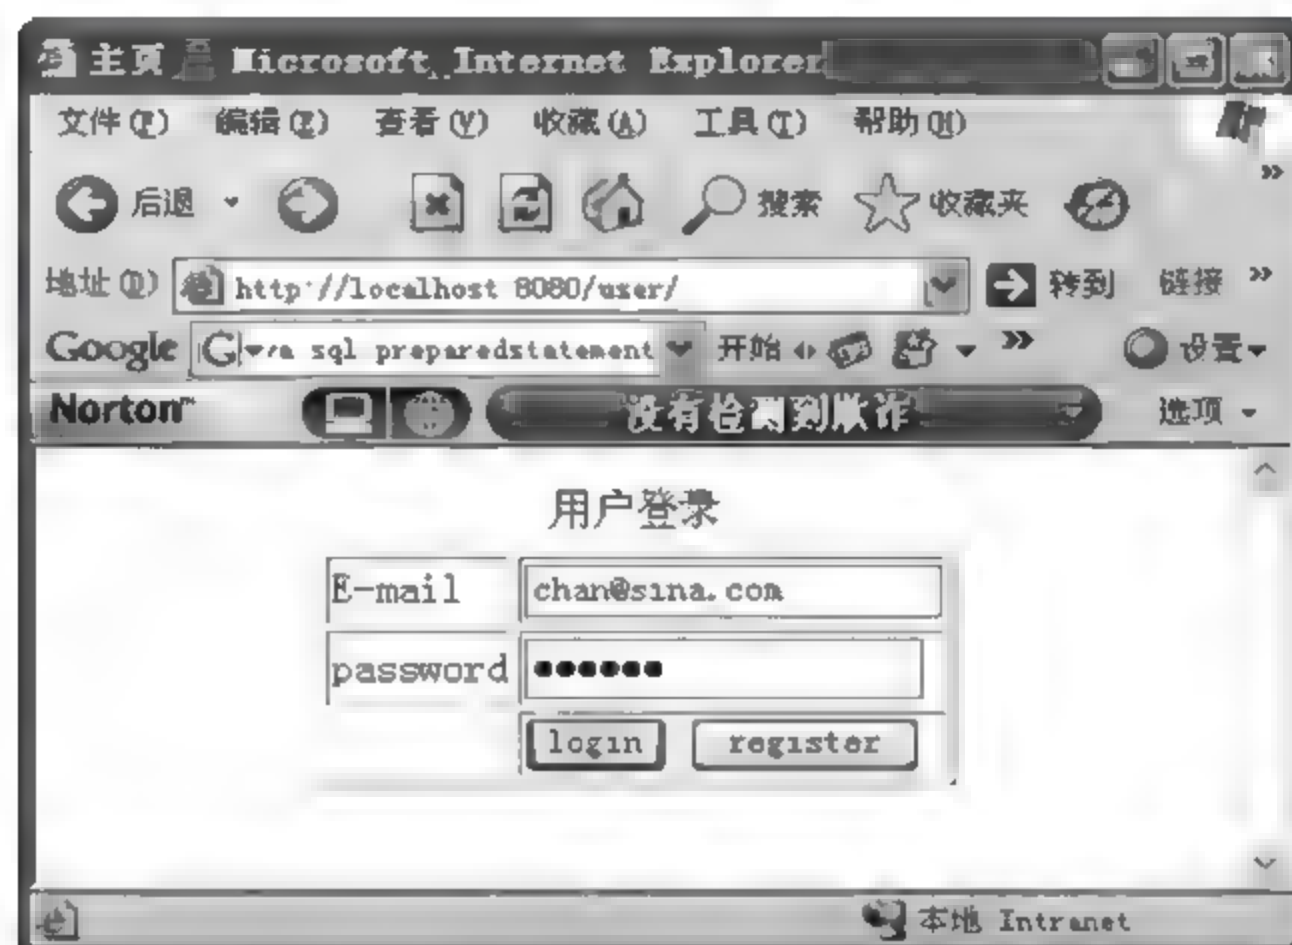 主页 - Microsoft Internet Explorer
文件(F) 编辑(E) 查看(V) 收藏(A) 工具(T) 帮助(H)
后退 搜索 收藏夹 »
地址(D) http://localhost:8080/user/ 转到 链接 »
Google va sql preparedstatement 开始 » 设置
Norton™ 没有检测到欺诈 选项
用户登录
E-mail chan@sina.com
password ●●●●●●
login register
本地 Intranet